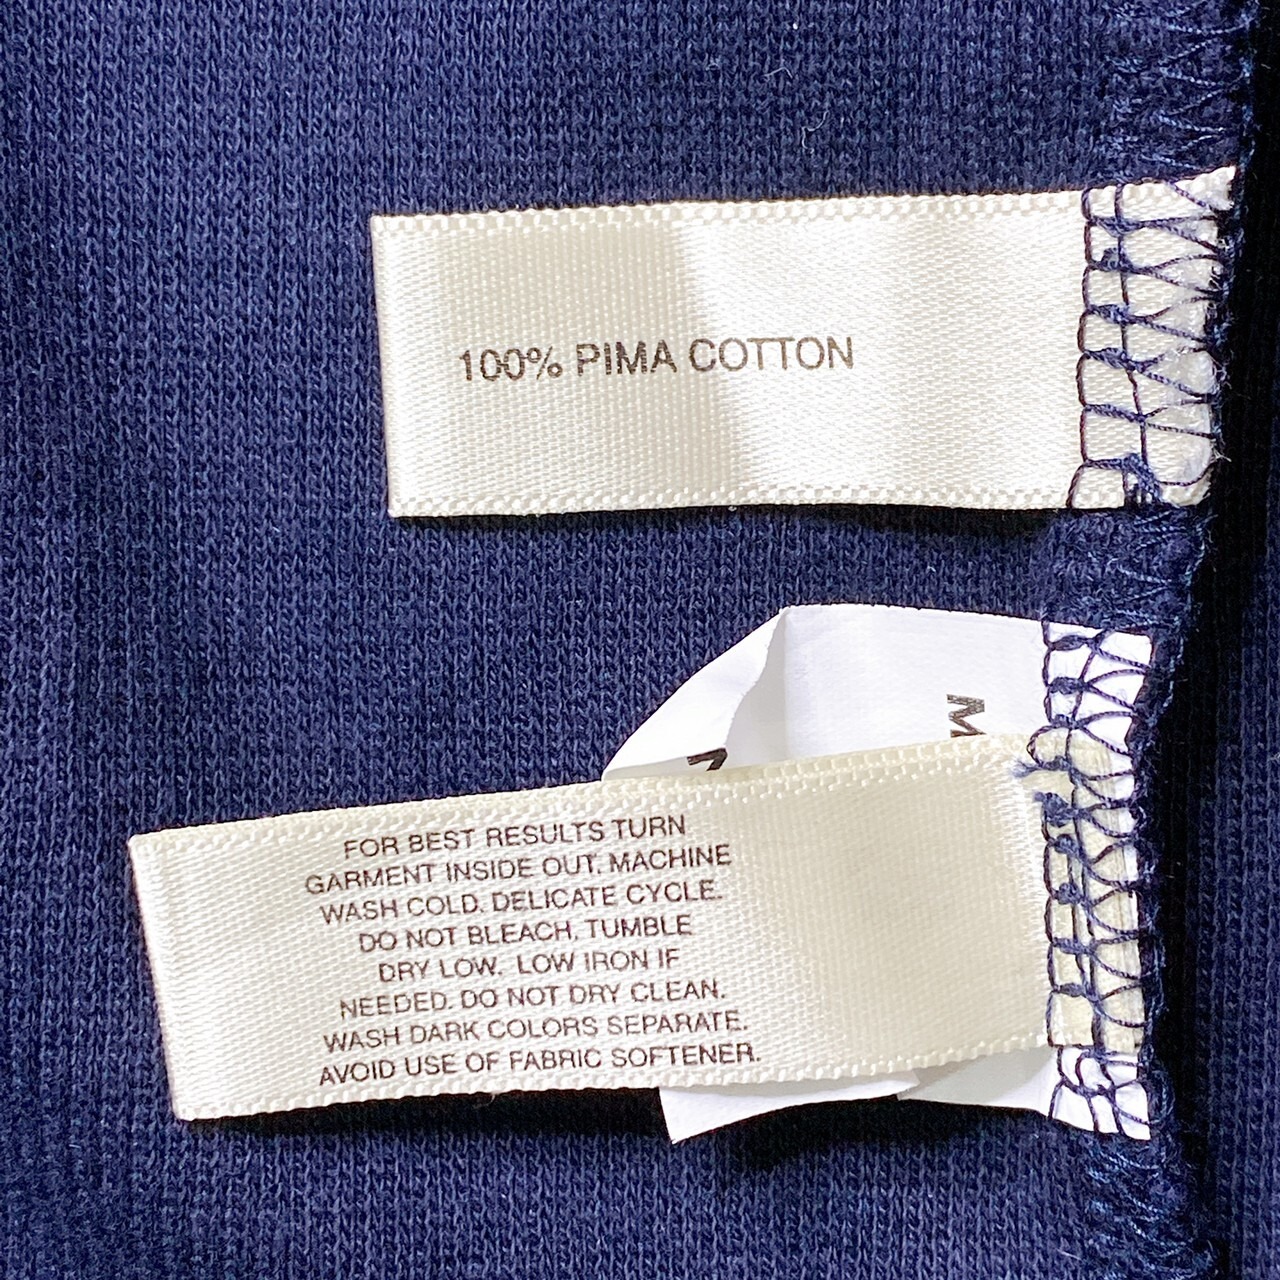 100% PIMA COTTON
M
FOR BEST RESULTS TURN
GARMENT INSIDE OUT. MACHINE
WASH COLD. DELICATE CYCLE.
DO NOT BLEACH. TUMBLE
DRY LOW. LOW IRON IF
NEEDED. DO NOT DRY CLEAN.
WASH DARK COLORS SEPARATE.
AVOID USE OF FABRIC SOFTENER.